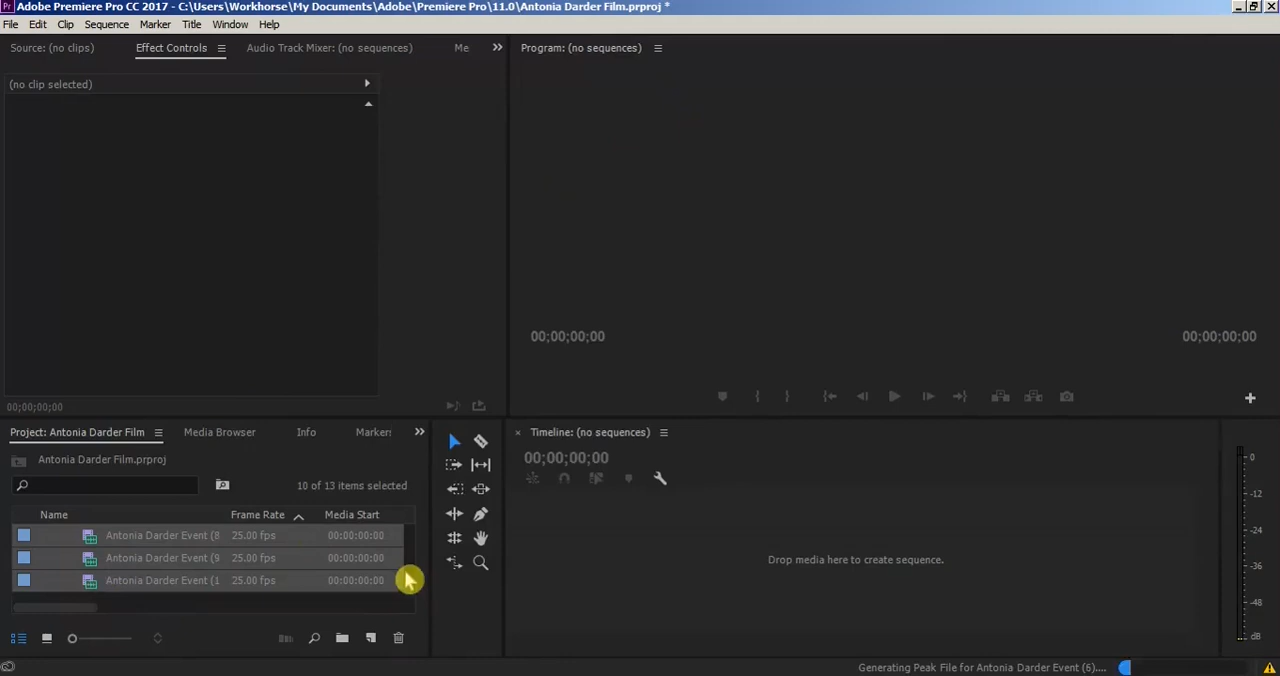 Adobe Premiere Pro CC 2017 - C:\Users\Workhorse\My Documents\Adobe\Premiere Pro\11.0\Antonia Darder Film.prproj *
File Edit Clip Sequence Marker Title Window Help
Source: (no clips) Effect Controls Audio Track Mixer: (no sequences) Me
Program: (no sequences)
(no clip selected)
00;00;00;00 00;00;00;00
00;00;00;00
Project: Antonia Darder Film Media Browser Info Markers
Timeline: (no sequences)
Antonia Darder Film.prproj
00;00;00;00
10 of 13 items selected
Name Frame Rate Media Start
Antonia Darder Event (8 25.00 fps 00:00:00:00
Antonia Darder Event (9 25.00 fps 00:00:00:00
Antonia Darder Event (1 25.00 fps 00:00:00:00
Drop media here to create sequence.
0
-12
-24
-36
-48
dB
Generating Peak File for Antonia Darder Event (6)....